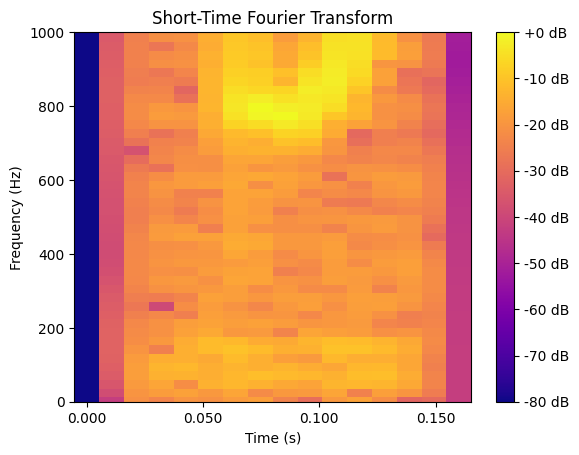 Short-Time Fourier Transform
1000
800
600
400
200
0
Frequency (Hz)
0.000
0.050
0.100
0.150
Time (s)
+0 dB
-10 dB
-20 dB
-30 dB
-40 dB
-50 dB
-60 dB
-70 dB
-80 dB